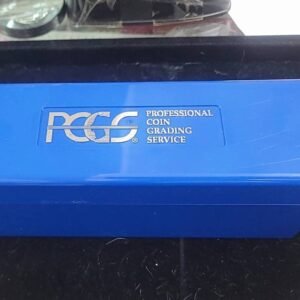 PCGS®
PROFESSIONAL
COIN
GRADING
SERVICE